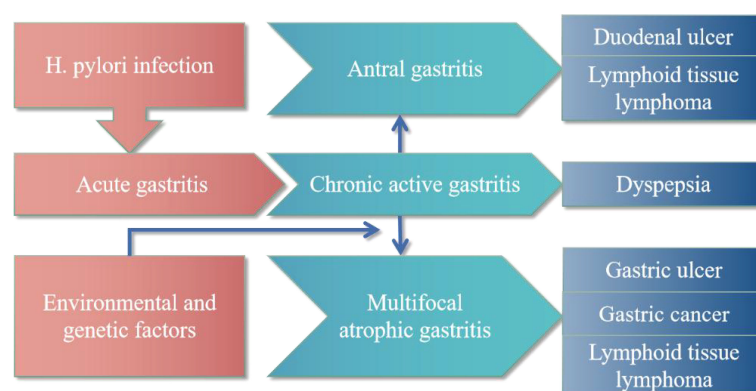 H. pylori infection
Antral gastritis
Duodenal ulcer
Lymphoid tissue
lymphoma
Acute gastritis
Chronic active gastritis
Dyspepsia
Environmental and
genetic factors
Multifocal
atrophic gastritis
Gastric ulcer
Gastric cancer
Lymphoid tissue
lymphoma